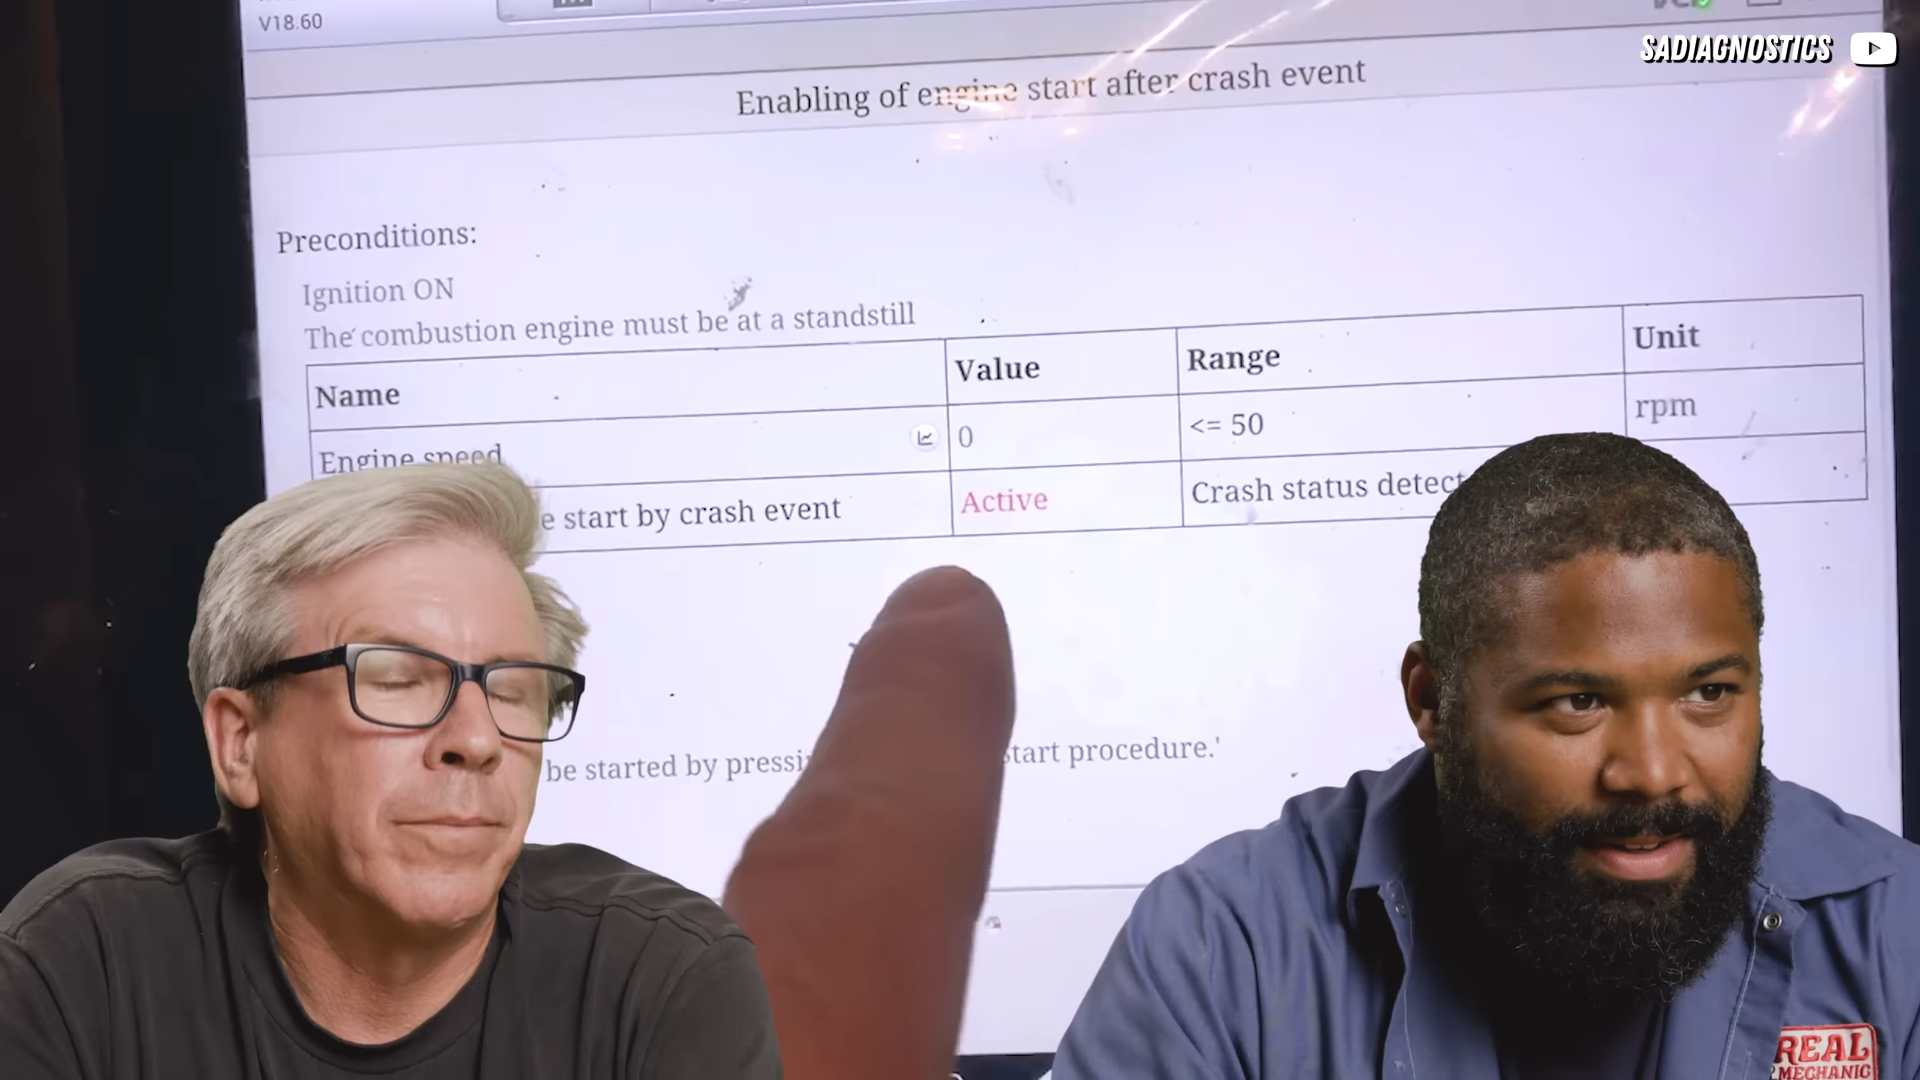 V18.60
SADIAGNOSTICS
Enabling of engine start after crash event
Preconditions:
Ignition ON
The combustion engine must be at a standstill
Name Value Range Unit
Engine speed 0 <= 50 rpm
start by crash event Active Crash status
be started by start procedure.'
REAL
MECHANIC